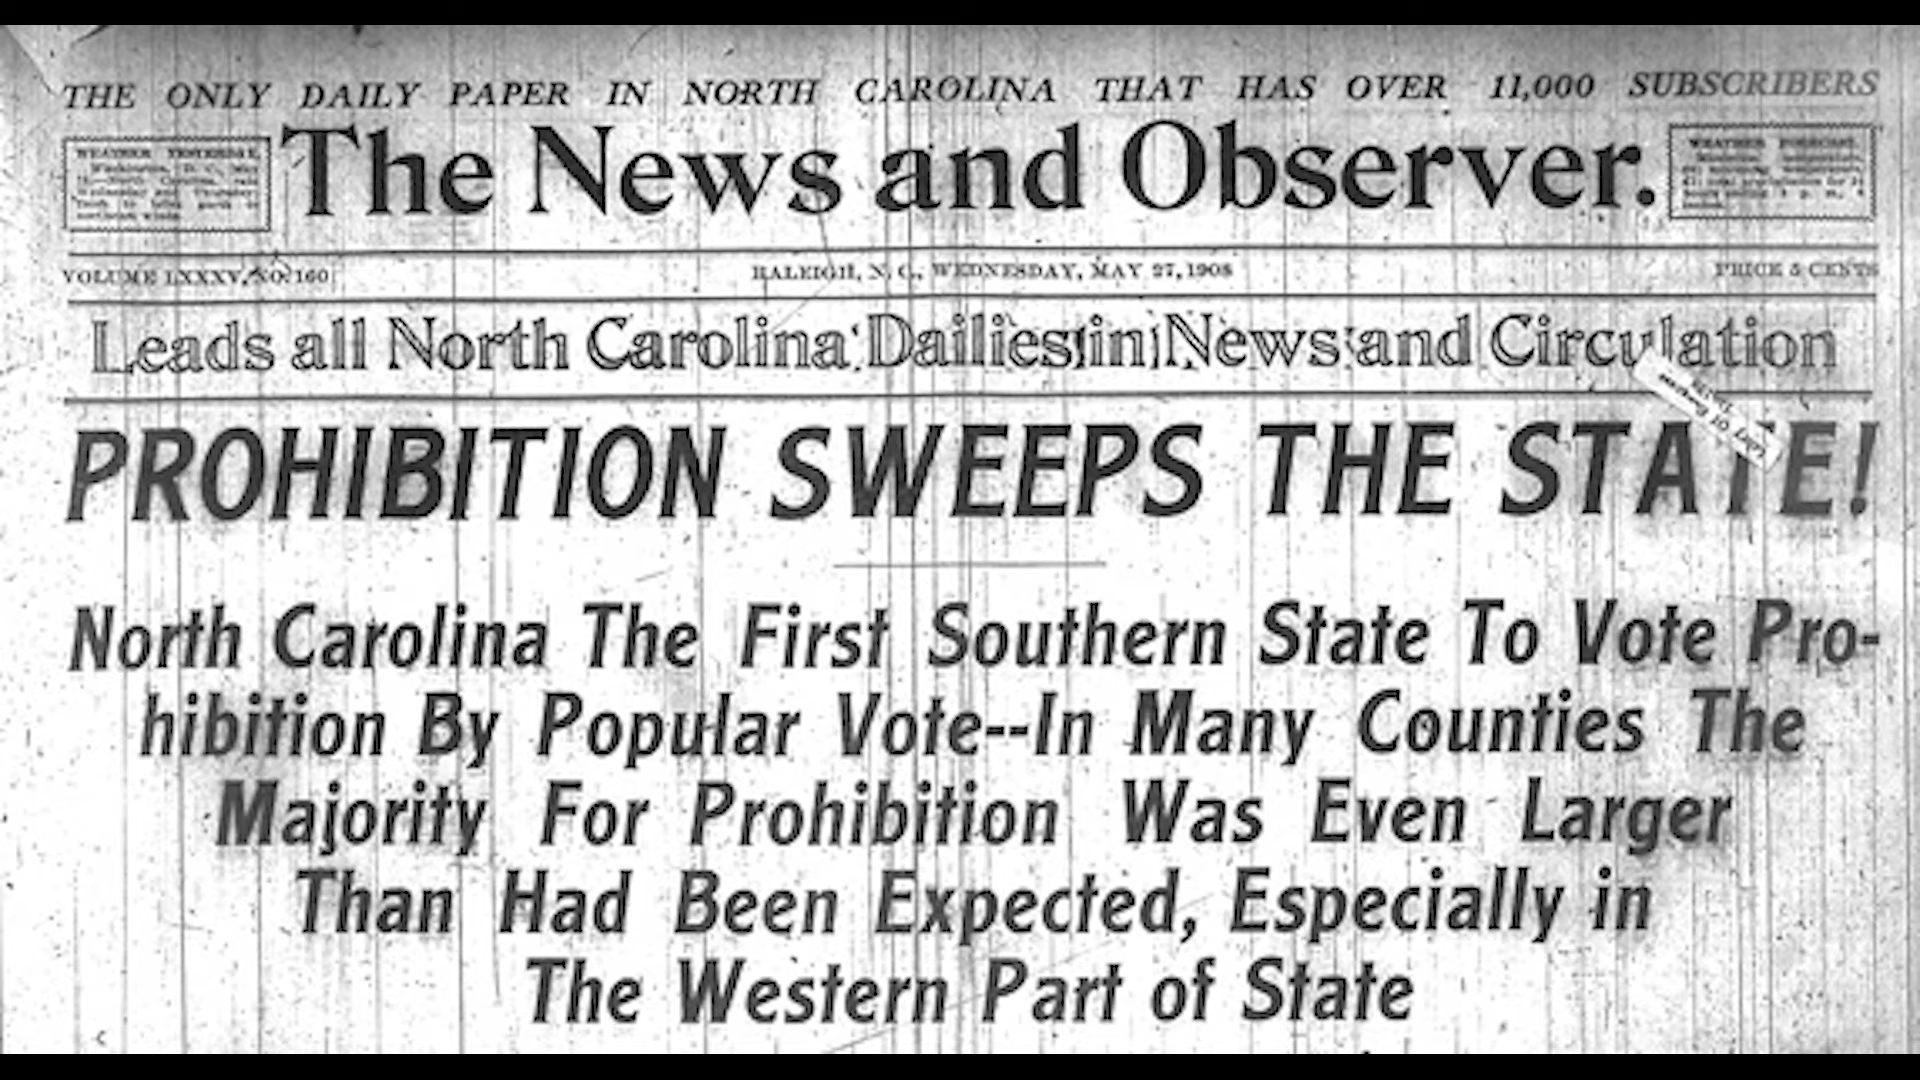 THE ONLY DAILY PAPER IN NORTH CAROLINA THAT HAS OVER 11,000 SUBSCRIBERS
WEATHER YESTERDAY.
The News and Observer.
WEATHER FORECAST.
VOLUME LXXXV. NO. 160
RALEIGH, N. C., WEDNESDAY, MAY 27, 1908
PRICE 5 CENTS
Leads all North Carolina Dailies in News and Circulation
PROHIBITION SWEEPS THE STATE!
North Carolina The First Southern State To Vote Pro-
hibition By Popular Vote--In Many Counties The
Majority For Prohibition Was Even Larger
Than Had Been Expected, Especially in
The Western Part of State